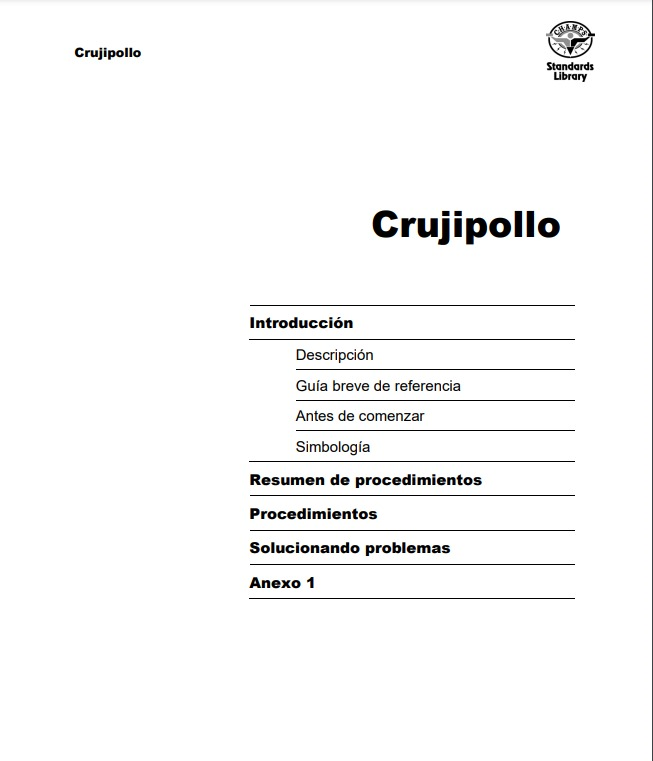 Crujipollo
CHAMPS
Standards
Library
Crujipollo
Introducción
Descripción
Guía breve de referencia
Antes de comenzar
Simbología
Resumen de procedimientos
Procedimientos
Solucionando problemas
Anexo 1